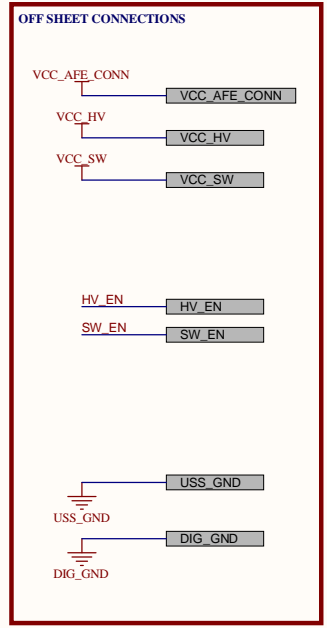 OFF SHEET CONNECTIONS
VCC_AFE_CONN
VCC_AFE_CONN
VCC_HV
VCC_HV
VCC_SW
VCC_SW
HV_EN
HV_EN
SW_EN
SW_EN
USS_GND
USS_GND
DIG_GND
DIG_GND